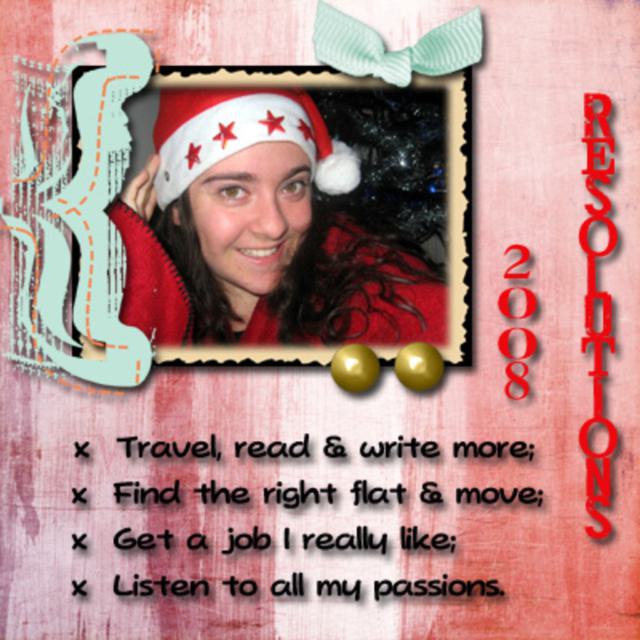 RESOLUTIONS
2008
x Travel, read & write more;
x Find the right flat & move;
x Get a job I really like;
x Listen to all my passions.